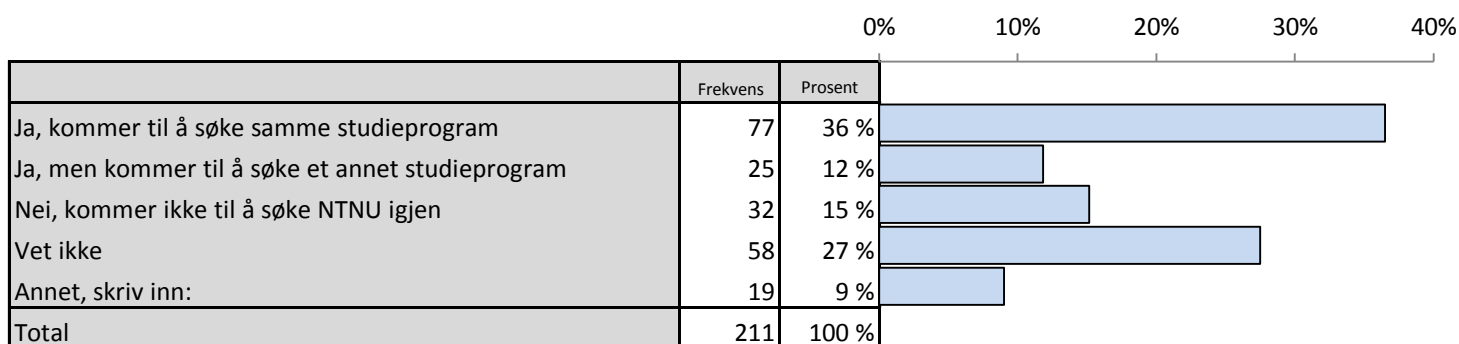 0% 10% 20% 30% 40%
Frekvens Prosent
Ja, kommer til å søke samme studieprogram 77 36 %
Ja, men kommer til å søke et annet studieprogram 25 12 %
Nei, kommer ikke til å søke NTNU igjen 32 15 %
Vet ikke 58 27 %
Annet, skriv inn: 19 9 %
Total 211 100 %